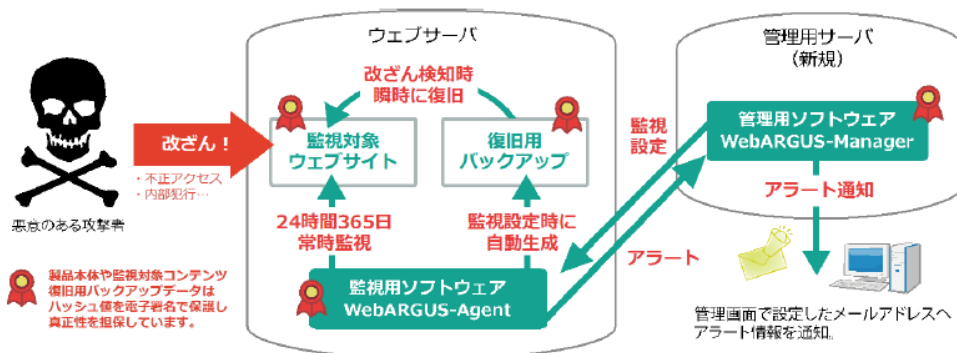 ウェブサーバ
管理用サーバ
(新規)
改ざん検知時
瞬時に復旧
改ざん！
・不正アクセス
・内部犯行…
悪意のある攻撃者
監視対象
ウェブサイト
復旧用
バックアップ
監視
設定
管理用ソフトウェア
WebARGUS-Manager
アラート通知
24時間365日
常時監視
監視設定時に
自動生成
アラート
監視用ソフトウェア
WebARGUS-Agent
製品本体や監視対象コンテンツ
復旧用バックアップデータは
ハッシュ値を電子署名で保護し
真正性を担保しています。
管理画面で設定したメールアドレスへ
アラート情報を通知。